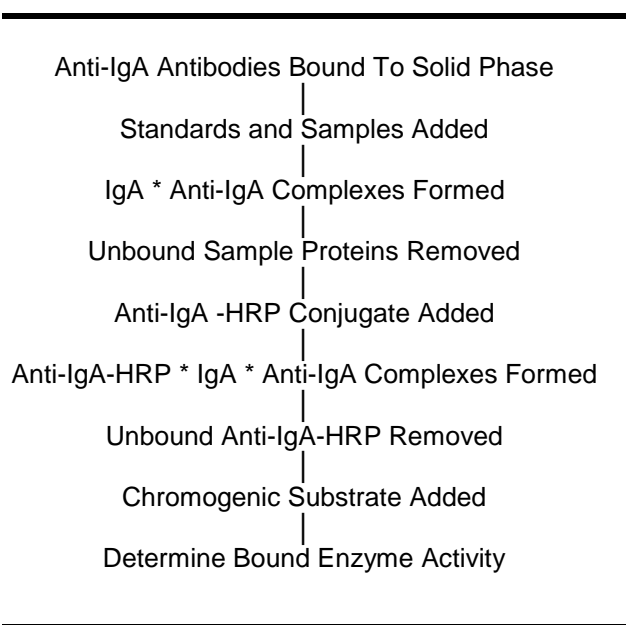 Anti-IgA Antibodies Bound To Solid Phase
Standards and Samples Added
IgA * Anti-IgA Complexes Formed
Unbound Sample Proteins Removed
Anti-IgA -HRP Conjugate Added
Anti-IgA-HRP * IgA * Anti-IgA Complexes Formed
Unbound Anti-IgA-HRP Removed
Chromogenic Substrate Added
Determine Bound Enzyme Activity